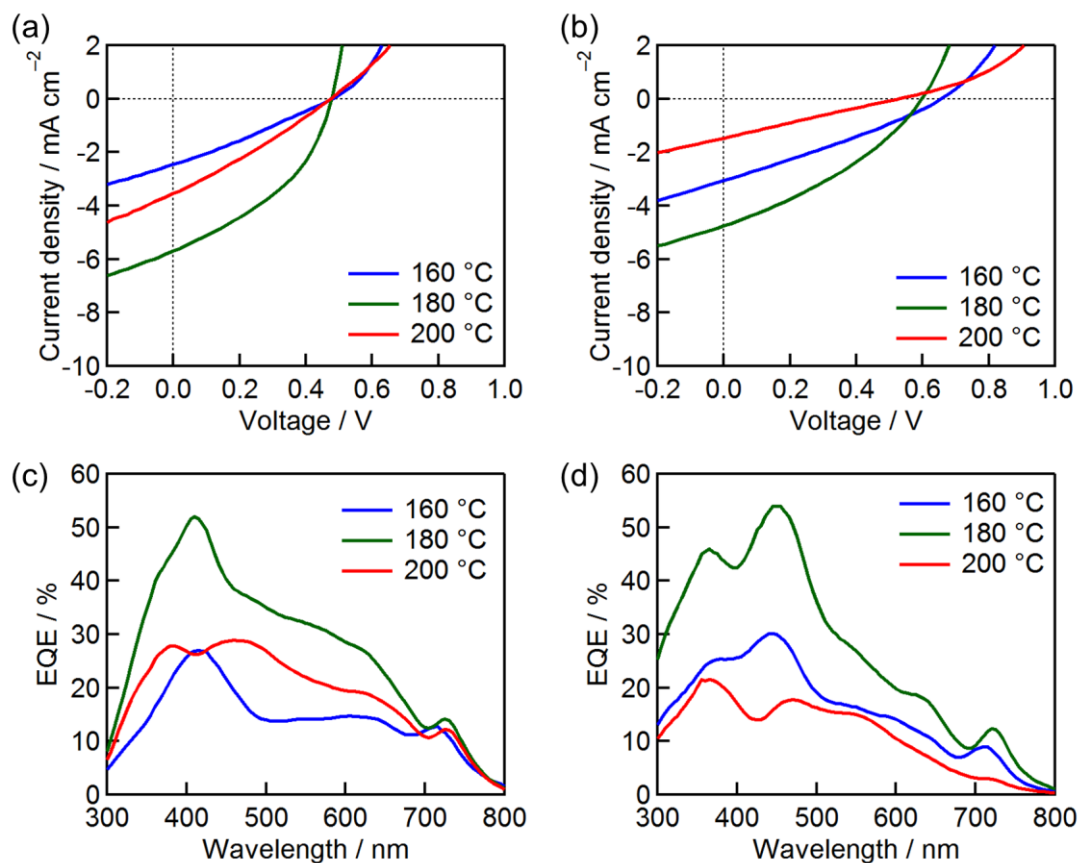 (a)
2
0
-2
-4
-6
-8
-10
Current density / mA cm⁻²
160 °C
180 °C
200 °C
-0.2 0.0 0.2 0.4 0.6 0.8 1.0
Voltage / V
(b)
2
0
-2
-4
-6
-8
-10
Current density / mA cm⁻²
160 °C
180 °C
200 °C
-0.2 0.0 0.2 0.4 0.6 0.8 1.0
Voltage / V
(c)
60
50
40
30
20
10
0
EQE / %
160 °C
180 °C
200 °C
300 400 500 600 700 800
Wavelength / nm
(d)
60
50
40
30
20
10
0
EQE / %
160 °C
180 °C
200 °C
300 400 500 600 700 800
Wavelength / nm